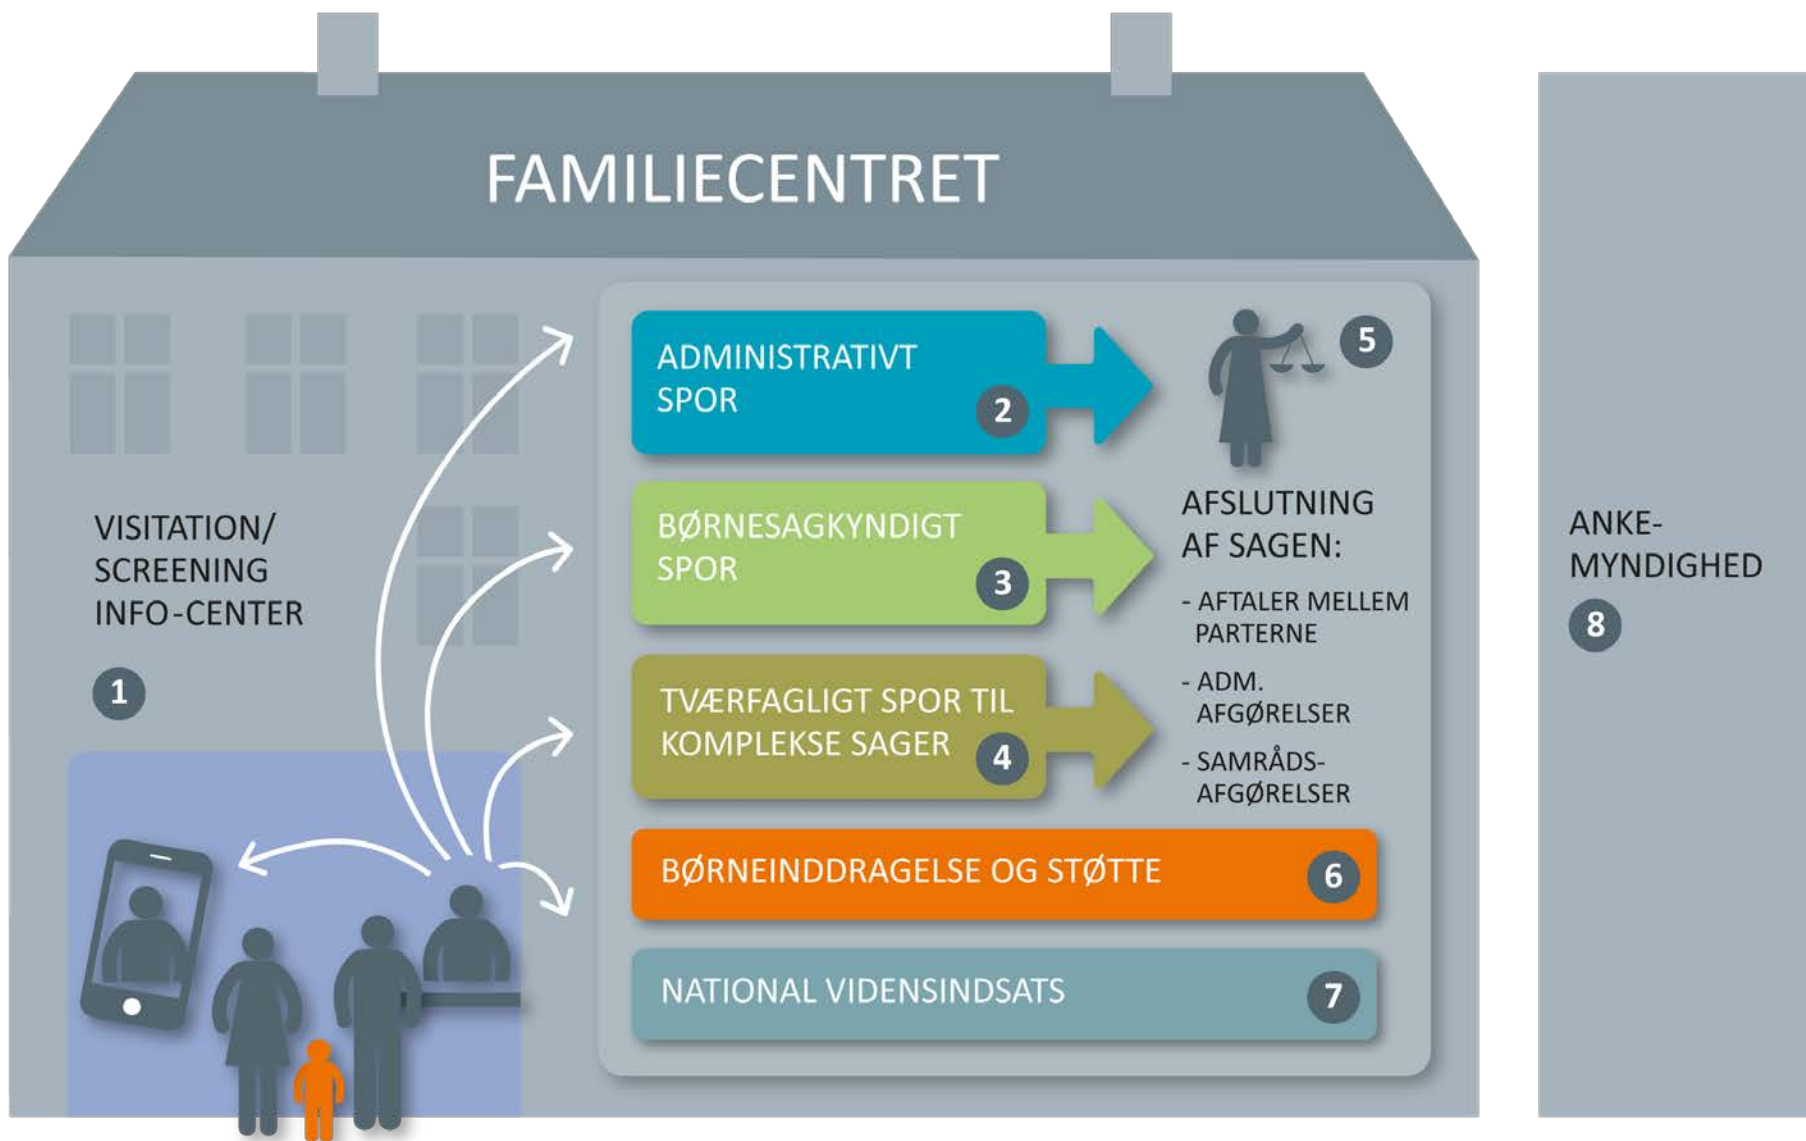 FAMILIECENTRET
VISITATION/
SCREENING
INFO-CENTER
1
ADMINISTRATIVT
SPOR
2
BØRNESAGKYNDIGT
SPOR
3
TVÆRFAGLIGT SPOR TIL
KOMPLEKSE SAGER
4
5
AFSLUTNING
AF SAGEN:
- AFTALER MELLEM
PARTERNE
- ADM.
AFGØRELSER
- SAMRÅDS-
AFGØRELSER
BØRNEINDDRAGELSE OG STØTTE
6
NATIONAL VIDENSINDSATS
7
ANKE-
MYNDIGHED
8